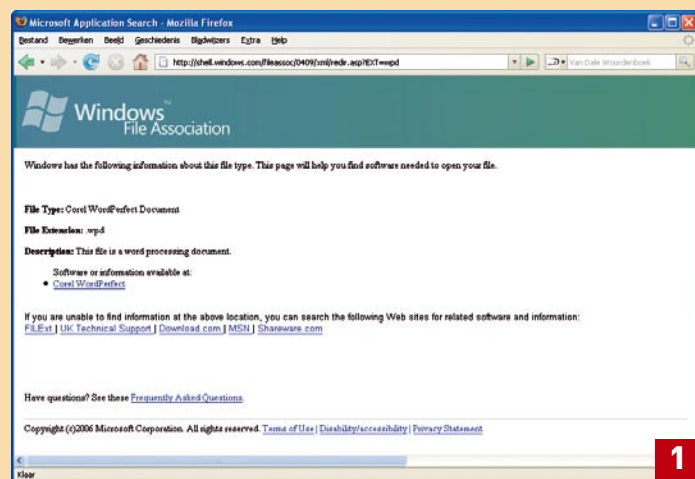 Microsoft Application Search - Mozilla Firefox
Bestand Bewerken Beeld Geschiedenis Bladwijzers Extra Help
http://shell.windows.com/fileassoc/0409/xml/redir.asp?EXT=wpd
Van Dale Woordenboek
Windows™
File Association
Windows has the following information about this file type. This page will help you find software needed to open your file.
File Type: Corel WordPerfect Document
File Extension: .wpd
Description: This file is a word processing document.
Software or information available at:
• Corel WordPerfect
If you are unable to find information at the above location, you can search the following Web sites for related software and information:
FILExt | UK Technical Support | Download.com | MSN | Shareware.com
Have questions? See these Frequently Asked Questions.
Copyright (c)2006 Microsoft Corporation. All rights reserved. Terms of Use | Disability/accessibility | Privacy Statement
Klaar
1